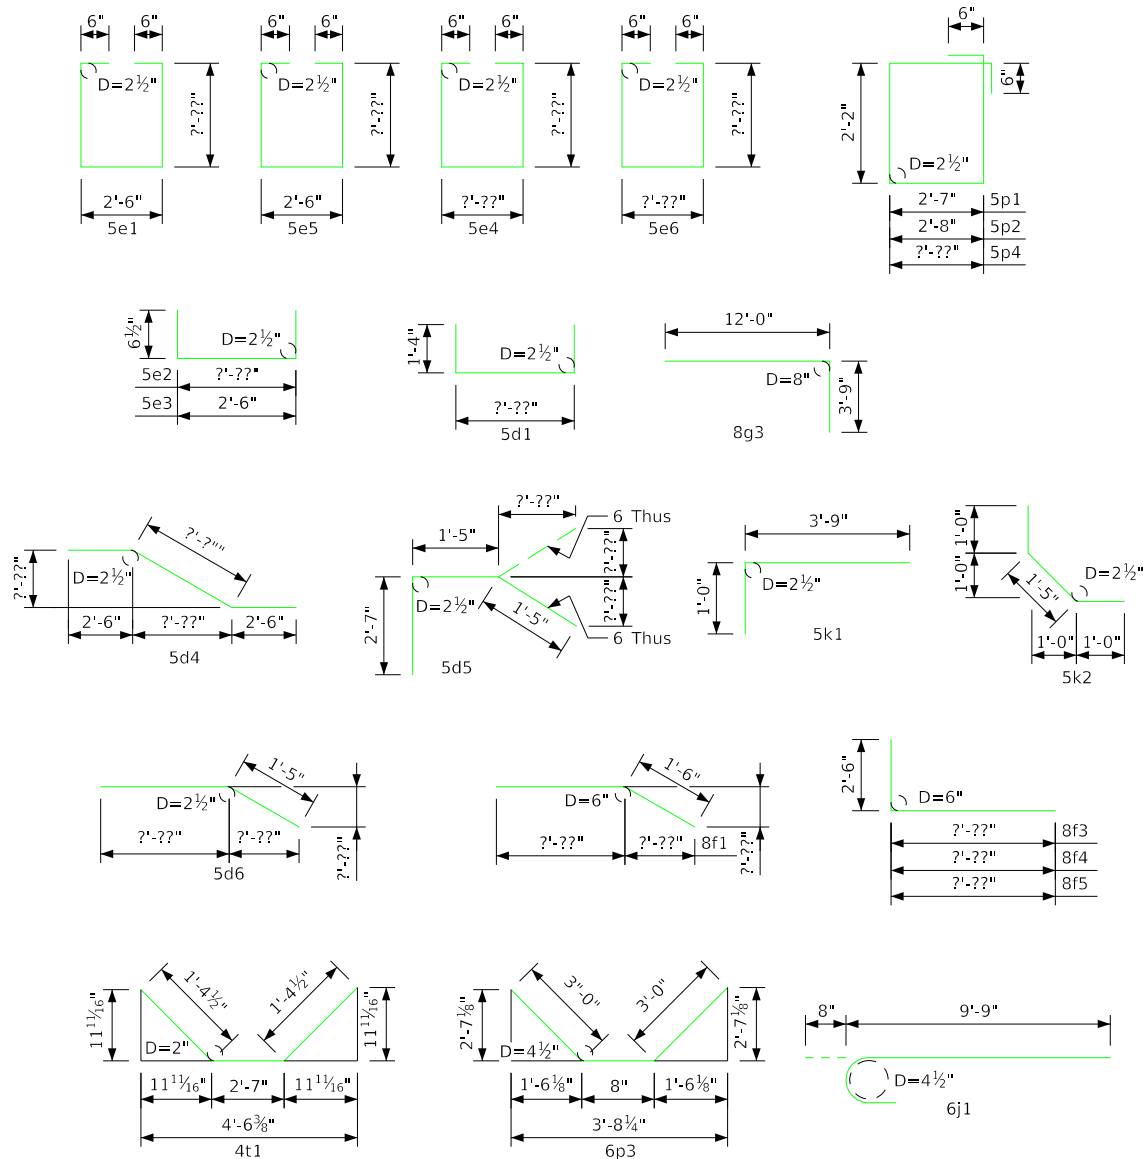 6" 6" 6" 6" 6" 6" 6" 6" 6"
D=2½" D=2½" D=2½" D=2½" 6"
?'-??" ?'-??" ?'-??" ?'-??" 2'-2"
D=2½"
2'-6" 2'-6" ?'-??" ?'-??" 2'-7" 5p1
5e1 5e5 5e4 5e6 2'-8" 5p2
?'-??" 5p4
6½" D=2½" 1'-4" D=2½" 12'-0"
5e2 ?'-??" D=8" 3'-9"
5e3 2'-6" ?'-??"
5d1 8g3
?'-?"" ?'-??" 6 Thus 3'-9" 1'-0"
?'-??" D=2½" 1'-5" ?'-??" 1'-0" D=2½" 1'-0" D=2½"
2'-6" ?'-??" 2'-6" 2'-7" D=2½" 1'-5" ?'-??" 1'-5"
5d4 5d5 6 Thus 5k1 1'-0" 1'-0"
5k2
1'-5" 1'-6" 2'-6"
D=2½" D=6" D=6"
?'-??" ?'-??" ?'-??" ?'-??" ?'-??" 8f1 ?'-??" ?'-??" 8f3
5d6 ?'-??" 8f4
?'-??" 8f5
1'-4½" 1'-4½" 3"-0" 3'-0"
11 11/16" D=2" 11 11/16" 2'-7⅛" D=4½" 2'-7⅛" 8" 9'-9"
11 11/16" 2'-7" 11 11/16" 1'-6⅛" 8" 1'-6⅛" D=4½"
4'-6⅜" 3'-8¼" 6j1
4t1 6p3